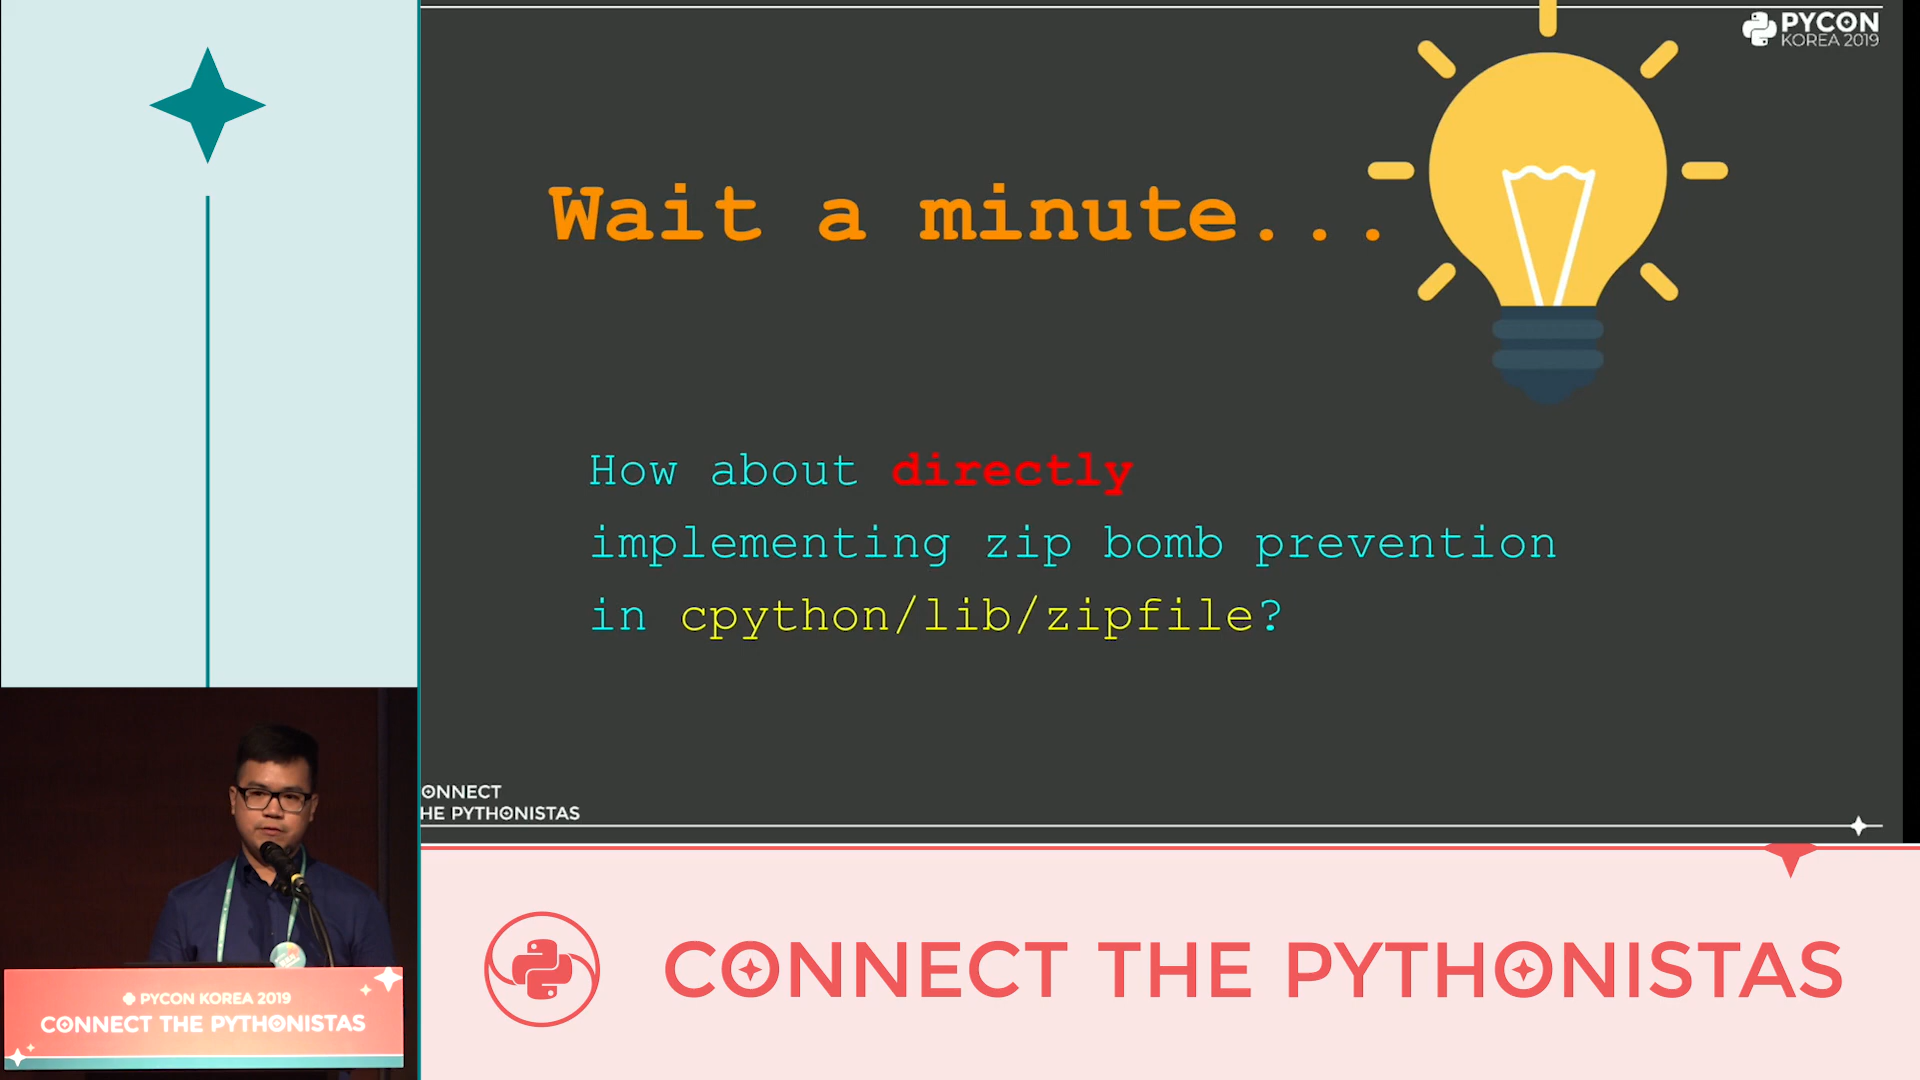 PYCON
KOREA 2019
Wait a minute...
How about directly
implementing zip bomb prevention
in cpython/lib/zipfile?
ONNECT
HE PYTHONISTAS
PYCON KOREA 2019
CONNECT THE PYTHONISTAS
CONNECT THE PYTHONISTAS